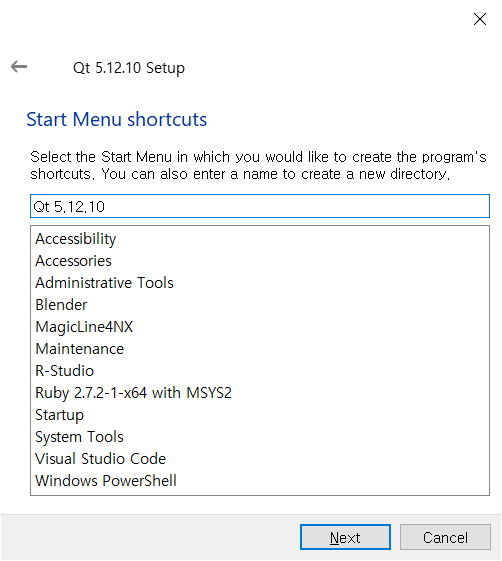 Qt 5.12.10 Setup
Start Menu shortcuts
Select the Start Menu in which you would like to create the program's
shortcuts. You can also enter a name to create a new directory.
Qt 5.12.10
Accessibility
Accessories
Administrative Tools
Blender
MagicLine4NX
Maintenance
R-Studio
Ruby 2.7.2-1-x64 with MSYS2
Startup
System Tools
Visual Studio Code
Windows PowerShell
Next
Cancel